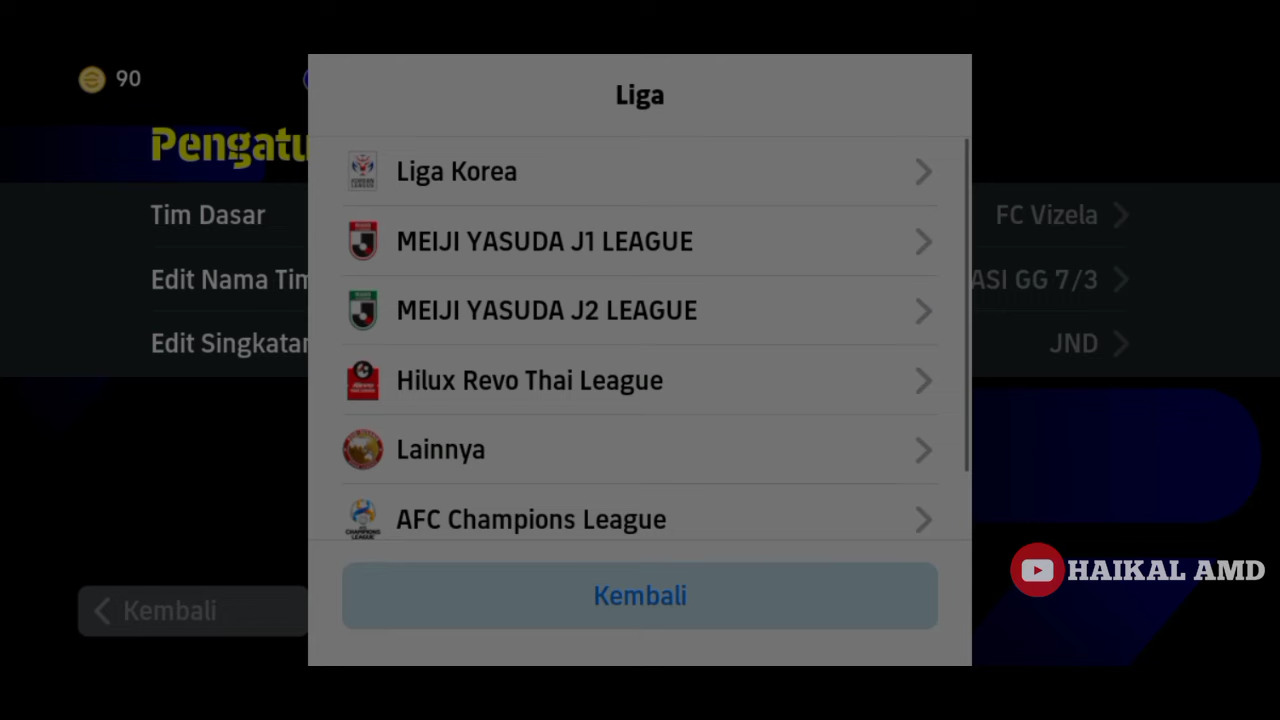 90
Pengatu
Liga
Tim Dasar
FC Vizela
Edit Nama Tim
ASI GG 7/3
Edit Singkatan
JND
Liga Korea
MEIJI YASUDA J1 LEAGUE
MEIJI YASUDA J2 LEAGUE
Hilux Revo Thai League
Lainnya
AFC Champions League
Kembali
Kembali
HAIKAL AMD